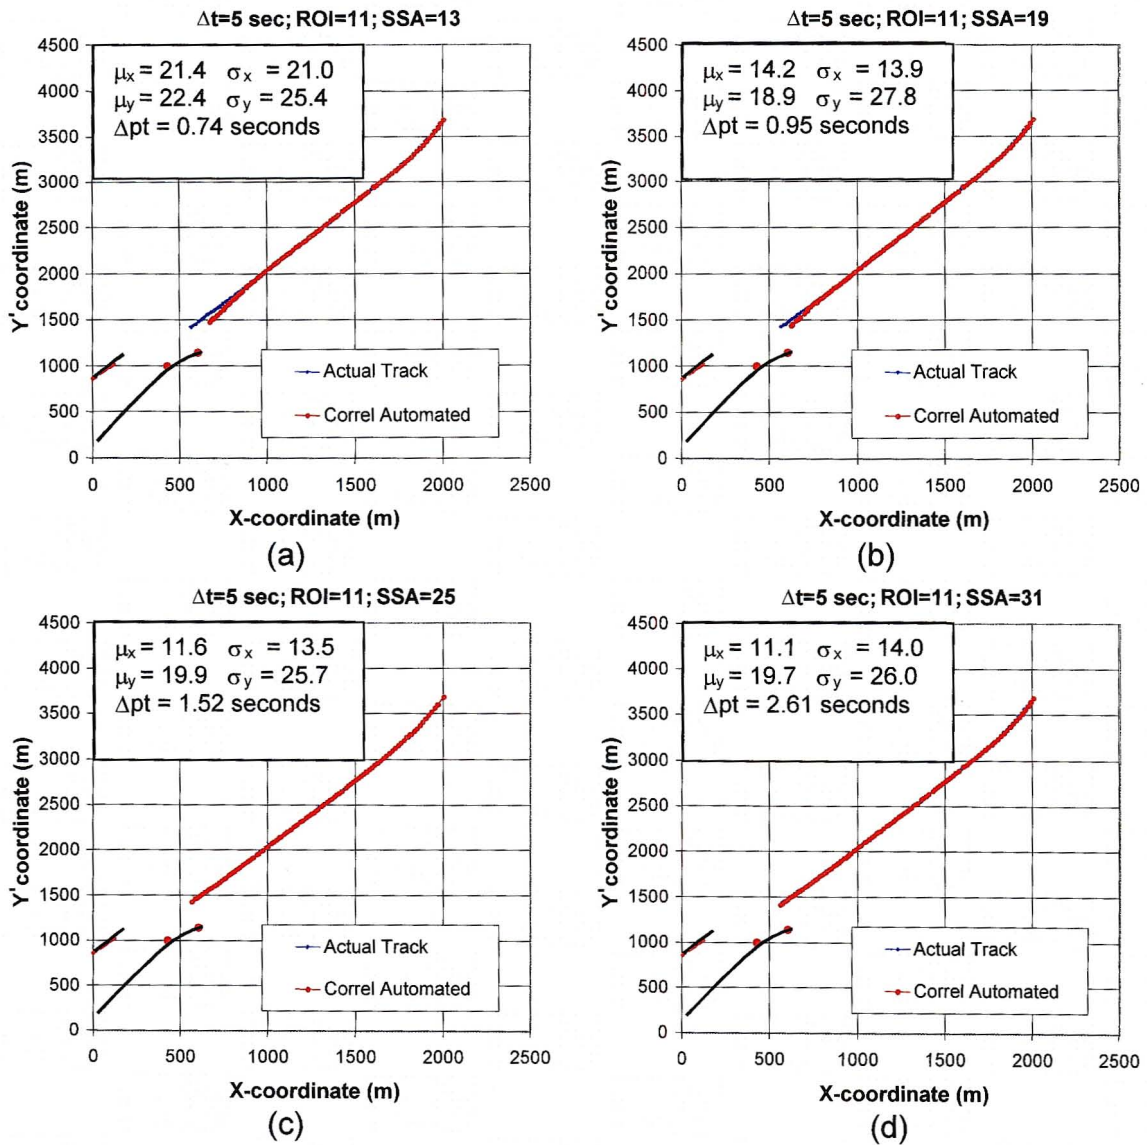 Δt=5 sec; ROI=11; SSA=13
μx = 21.4 σx = 21.0
μy = 22.4 σy = 25.4
Δpt = 0.74 seconds
4500
4000
3500
3000
2500
2000
1500
1000
500
0
Y'coordinate (m)
Actual Track
Correl Automated
0 500 1000 1500 2000 2500
X-coordinate (m)
(a)
Δt=5 sec; ROI=11; SSA=19
μx = 14.2 σx = 13.9
μy = 18.9 σy = 27.8
Δpt = 0.95 seconds
4500
4000
3500
3000
2500
2000
1500
1000
500
0
Y'coordinate (m)
Actual Track
Correl Automated
0 500 1000 1500 2000 2500
X-coordinate (m)
(b)
Δt=5 sec; ROI=11; SSA=25
μx = 11.6 σx = 13.5
μy = 19.9 σy = 25.7
Δpt = 1.52 seconds
4500
4000
3500
3000
2500
2000
1500
1000
500
0
Y'coordinate (m)
Actual Track
Correl Automated
0 500 1000 1500 2000 2500
X-coordinate (m)
(c)
Δt=5 sec; ROI=11; SSA=31
μx = 11.1 σx = 14.0
μy = 19.7 σy = 26.0
Δpt = 2.61 seconds
4500
4000
3500
3000
2500
2000
1500
1000
500
0
Y'coordinate (m)
Actual Track
Correl Automated
0 500 1000 1500 2000 2500
X-coordinate (m)
(d)